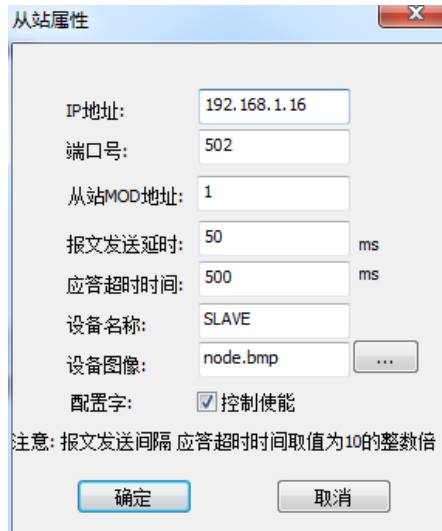 从站属性
IP地址: 192.168.1.16
端口号: 502
从站MOD地址: 1
报文发送延时: 50 ms
应答超时时间: 500 ms
设备名称: SLAVE
设备图像: node.bmp ...
配置字: 控制使能
注意: 报文发送间隔 应答超时时间取值为10的整数倍
确定 取消